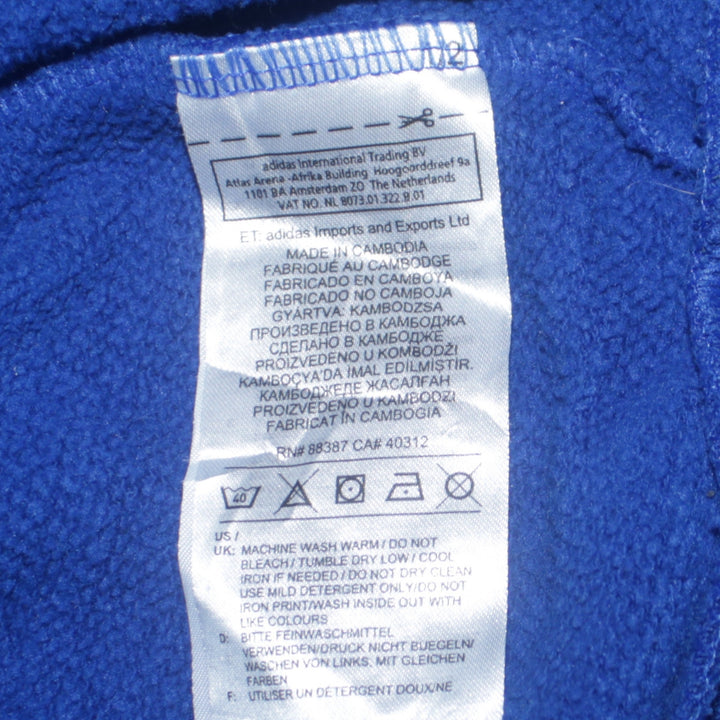 02
adidas International Trading BV
Atlas Arena -Afrika Building Hoogoorddreef 9a
1101 BA Amsterdam ZO The Netherlands
VAT NO. NL 8073.01.322.B.01
ET: adidas Imports and Exports Ltd
MADE IN CAMBODIA
FABRIQUÉ AU CAMBODGE
FABRICADO EN CAMBOYA
FABRICADO NO CAMBOJA
GYÁRTVA: KAMBODZSA
ПРОИЗВЕДЕНО В КАМБОДЖА
СДЕЛАНО В КАМБОДЖЕ
PROIZVEDENO U KOMBODŽI
KAMBOÇYA'DA İMAL EDİLMİŞTİR.
КАМБОДЖЕДЕ ЖАСАЛҒАН
PROIZVEDENO U KAMBODZI
FABRICAT ÎN CAMBOGIA
RN# 88387 CA# 40312
40
US /
UK: MACHINE WASH WARM / DO NOT
BLEACH / TUMBLE DRY LOW / COOL
IRON IF NEEDED / DO NOT DRY CLEAN
USE MILD DETERGENT ONLY/DO NOT
IRON PRINT/WASH INSIDE OUT WITH
LIKE COLOURS
D: BITTE FEINWASCHMITTEL
VERWENDEN/DRUCK NICHT BUEGELN/
WASCHEN VON LINKS, MIT GLEICHEN
FARBEN
F: UTILISER UN DETERGENT DOUX/NE